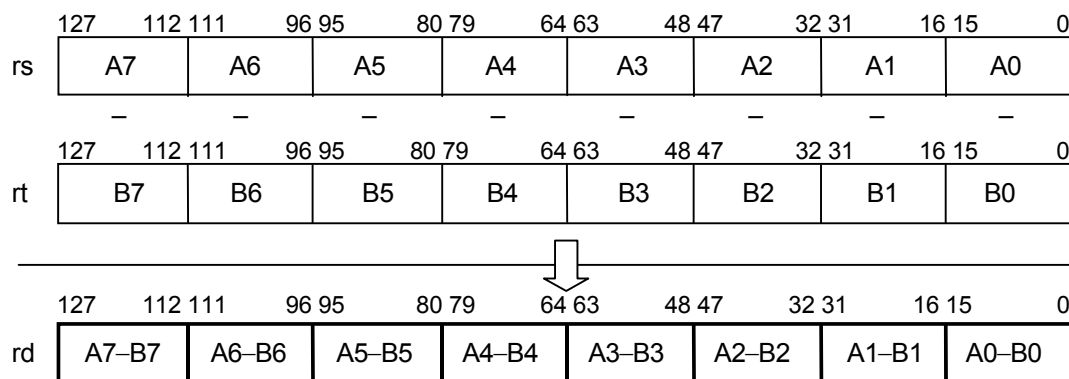 127 112 111 96 95 80 79 64 63 48 47 32 31 16 15 0
rs A7 A6 A5 A4 A3 A2 A1 A0
– – – – – – – –
127 112 111 96 95 80 79 64 63 48 47 32 31 16 15 0
rt B7 B6 B5 B4 B3 B2 B1 B0
127 112 111 96 95 80 79 64 63 48 47 32 31 16 15 0
rd A7–B7 A6–B6 A5–B5 A4–B4 A3–B3 A2–B2 A1–B1 A0–B0